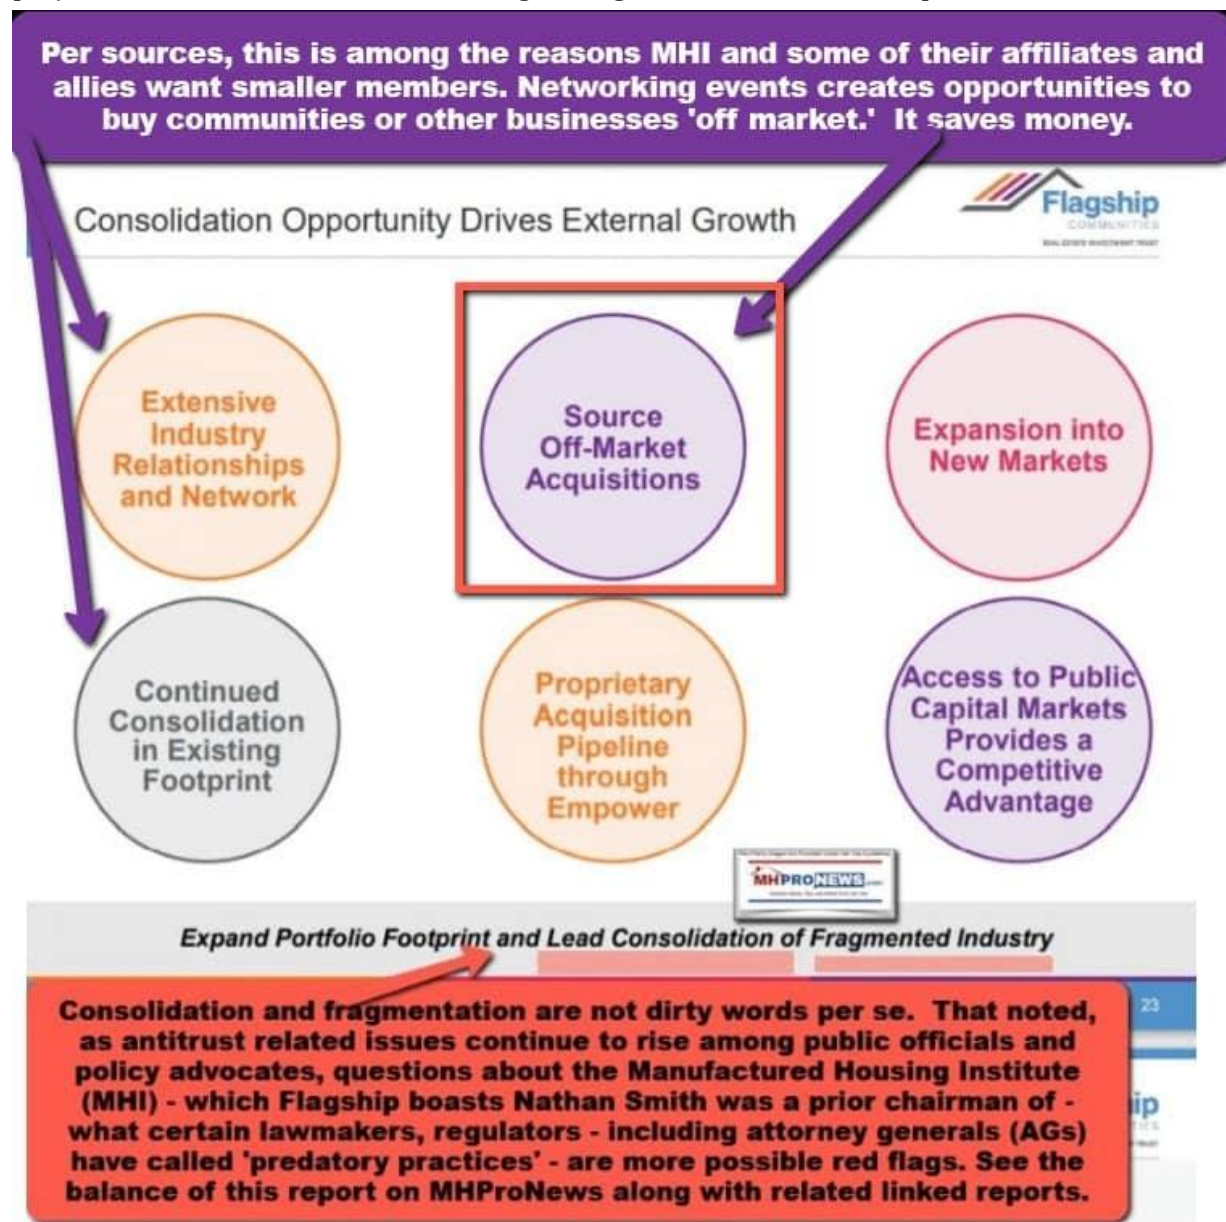 Per sources, this is among the reasons MHI and some of their affiliates and
allies want smaller members. Networking events creates opportunities to
buy communities or other businesses 'off market.' It saves money.
Consolidation Opportunity Drives External Growth
Flagship
COMMUNITIES
REAL ESTATE INVESTMENT TRUST
Extensive
Industry
Relationships
and Network
Source
Off-Market
Acquisitions
Expansion into
New Markets
Continued
Consolidation
in Existing
Footprint
Proprietary
Acquisition
Pipeline
through
Empower
Access to Public
Capital Markets
Provides a
Competitive
Advantage
MHPRONEWS
Expand Portfolio Footprint and Lead Consolidation of Fragmented Industry
23
Consolidation and fragmentation are not dirty words per se. That noted,
as antitrust related issues continue to rise among public officials and
policy advocates, questions about the Manufactured Housing Institute
(MHI) - which Flagship boasts Nathan Smith was a prior chairman of -
what certain lawmakers, regulators - including attorney generals (AGs)
have called 'predatory practices' - are more possible red flags. See the
balance of this report on MHProNews along with related linked reports.
ip